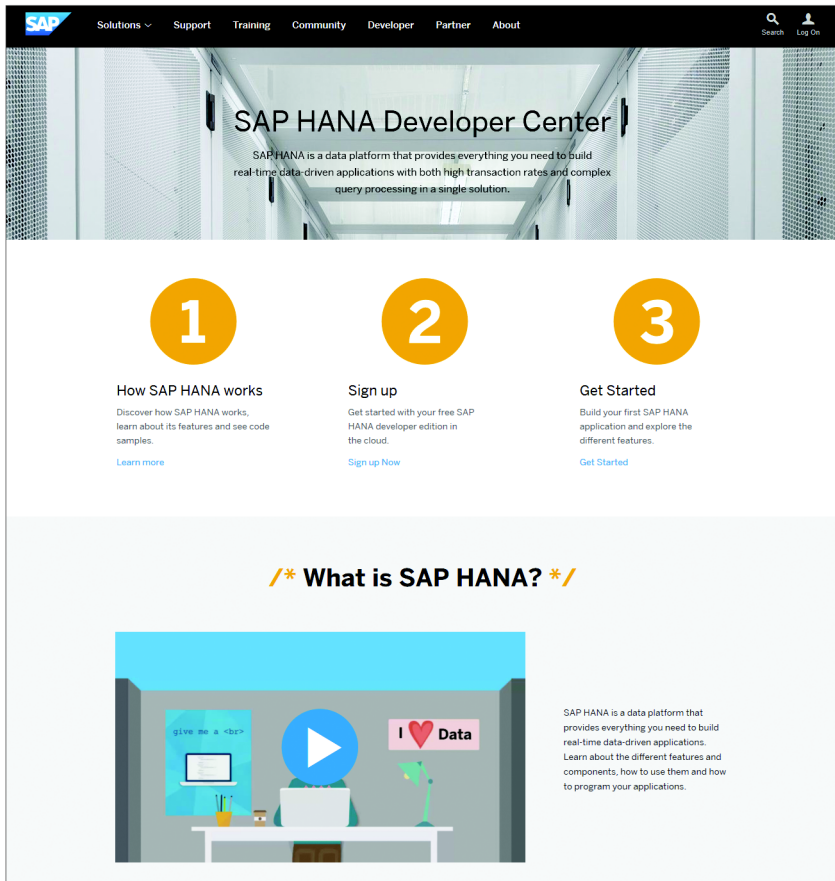 SAP
Solutions
Support
Training
Community
Developer
Partner
About
Search
Log On
SAP HANA Developer Center
SAP HANA is a data platform that provides everything you need to build
real-time data-driven applications with both high transaction rates and complex
query processing in a single solution.
1
How SAP HANA works
Discover how SAP HANA works,
learn about its features and see code
samples.
Learn more
2
Sign up
Get started with your free SAP
HANA developer edition in
the cloud.
Sign up Now
3
Get Started
Build your first SAP HANA
application and explore the
different features.
Get Started
/* What is SAP HANA? */
give me a <br>
I ❤ Data
SAP HANA is a data platform that
provides everything you need to build
real-time data-driven applications.
Learn about the different features and
components, how to use them and how
to program your applications.